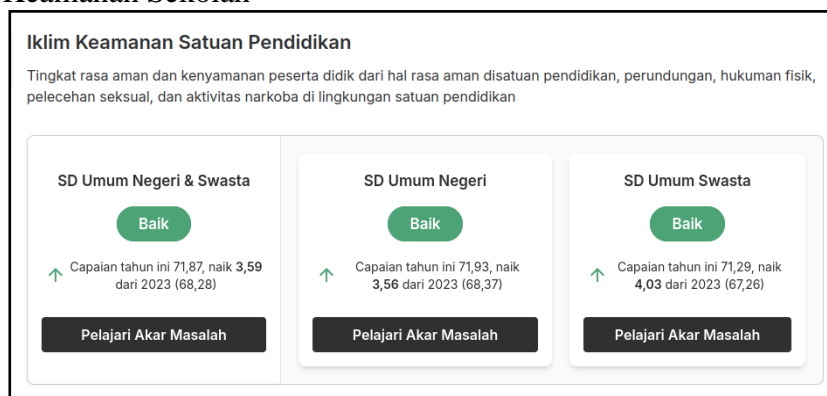 Keamanan Sekolah
Iklim Keamanan Satuan Pendidikan
Tingkat rasa aman dan kenyamanan peserta didik dari hal rasa aman disatuan pendidikan, perundungan, hukuman fisik,
pelecehan seksual, dan aktivitas narkoba di lingkungan satuan pendidikan
SD Umum Negeri & Swasta
Baik
Capaian tahun ini 71,87, naik 3,59
dari 2023 (68,28)
Pelajari Akar Masalah
SD Umum Negeri
Baik
Capaian tahun ini 71,93, naik
3,56 dari 2023 (68,37)
Pelajari Akar Masalah
SD Umum Swasta
Baik
Capaian tahun ini 71,29, naik
4,03 dari 2023 (67,26)
Pelajari Akar Masalah